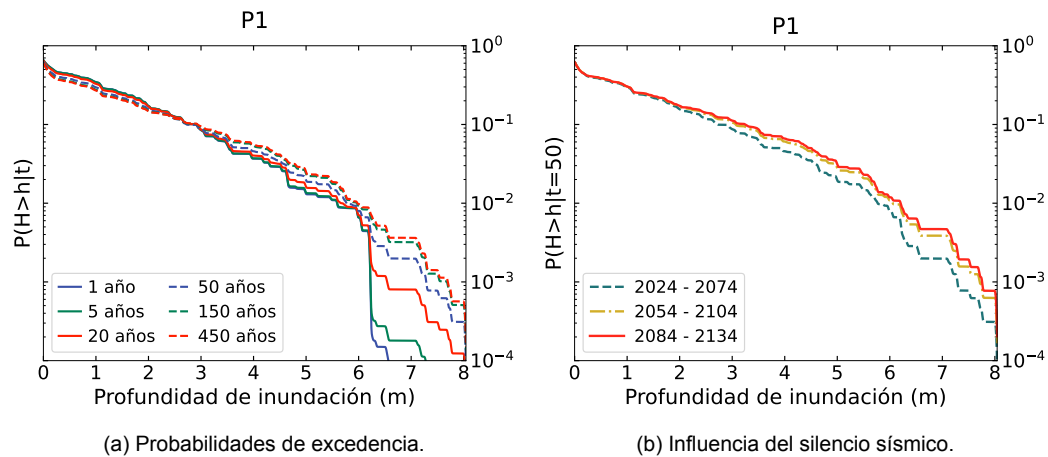 P1
P(H>h|t)
10^0
10^-1
10^-2
10^-3
10^-4
1 año
5 años
20 años
50 años
150 años
450 años
0 1 2 3 4 5 6 7 8
Profundidad de inundación (m)
(a) Probabilidades de excedencia.
P1
P(H>h|t=50)
10^0
10^-1
10^-2
10^-3
10^-4
2024 - 2074
2054 - 2104
2084 - 2134
0 1 2 3 4 5 6 7 8
Profundidad de inundación (m)
(b) Influencia del silencio sísmico.